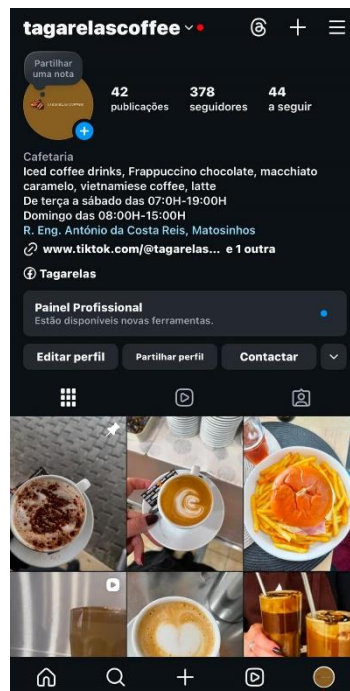 tagarelascoffee
Partilhar
uma nota
42
publicações
378
seguidores
44
a seguir
Cafetaria
Iced coffee drinks, Frappuccino chocolate, macchiato
caramelo, vietnamiese coffee, latte
De terça a sábado das 07:0H-19:00H
Domingo das 08:00H-15:00H
R. Eng. António da Costa Reis, Matosinhos
www.tiktok.com/@tagarelas... e 1 outra
Tagarelas
Painel Profissional
Estão disponíveis novas ferramentas.
Editar perfil
Partilhar perfil
Contactar